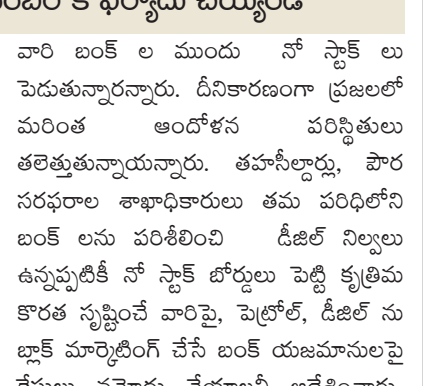 ఫిర్యాదు చెయ్యండి
వారి బంక్ ల ముందు నో స్టాక్ లు
పెడుతున్నారన్నారు. దీనికారణంగా ప్రజలలో
మరింత ఆందోళన పరిస్థితులు
తలెత్తుతున్నాయన్నారు. తహసీల్దార్లు, పౌర
సరఫరాల శాఖాధికారులు తమ పరిధిలోని
బంక్ లను పరిశీలించి డీజిల్ నిల్వలు
ఉన్నప్పటికీ నో స్టాక్ బోర్డులు పెట్టి కృత్రిమ
కొరత సృష్టించే వారిపై, పెట్రోల్, డీజిల్ ను
బ్లాక్ మార్కెటింగ్ చేసే బంక్ యజమానులపై